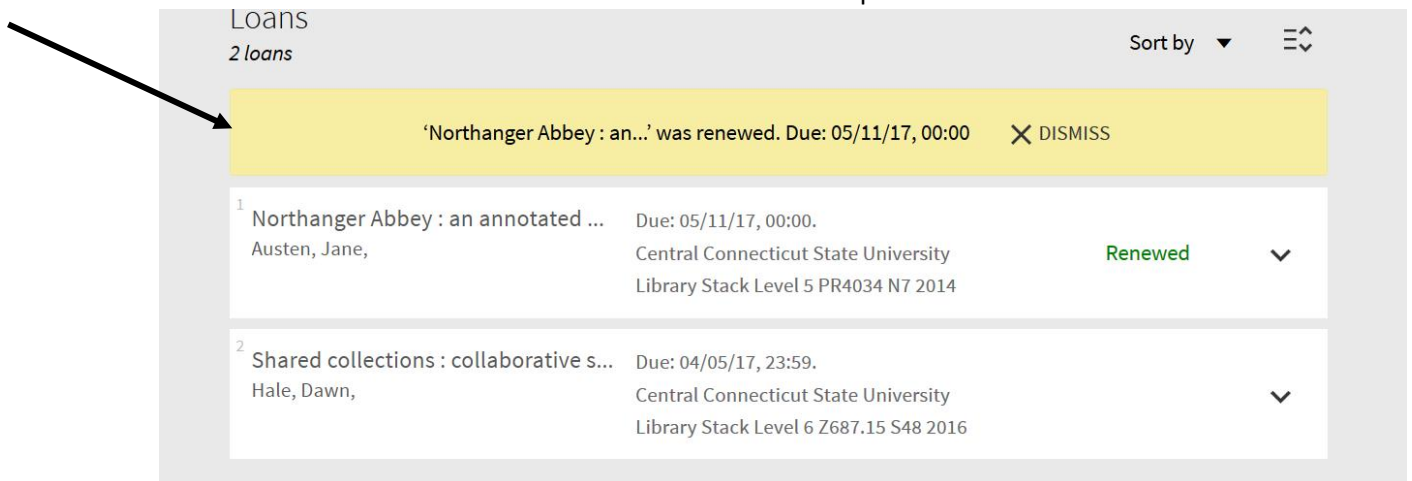 Loans
2 loans
Sort by
‘Northanger Abbey : an...’ was renewed. Due: 05/11/17, 00:00 DISMISS
1
Northanger Abbey : an annotated ...
Austen, Jane,
Due: 05/11/17, 00:00.
Central Connecticut State University
Library Stack Level 5 PR4034 N7 2014
Renewed
2
Shared collections : collaborative s...
Hale, Dawn,
Due: 04/05/17, 23:59.
Central Connecticut State University
Library Stack Level 6 Z687.15 S48 2016